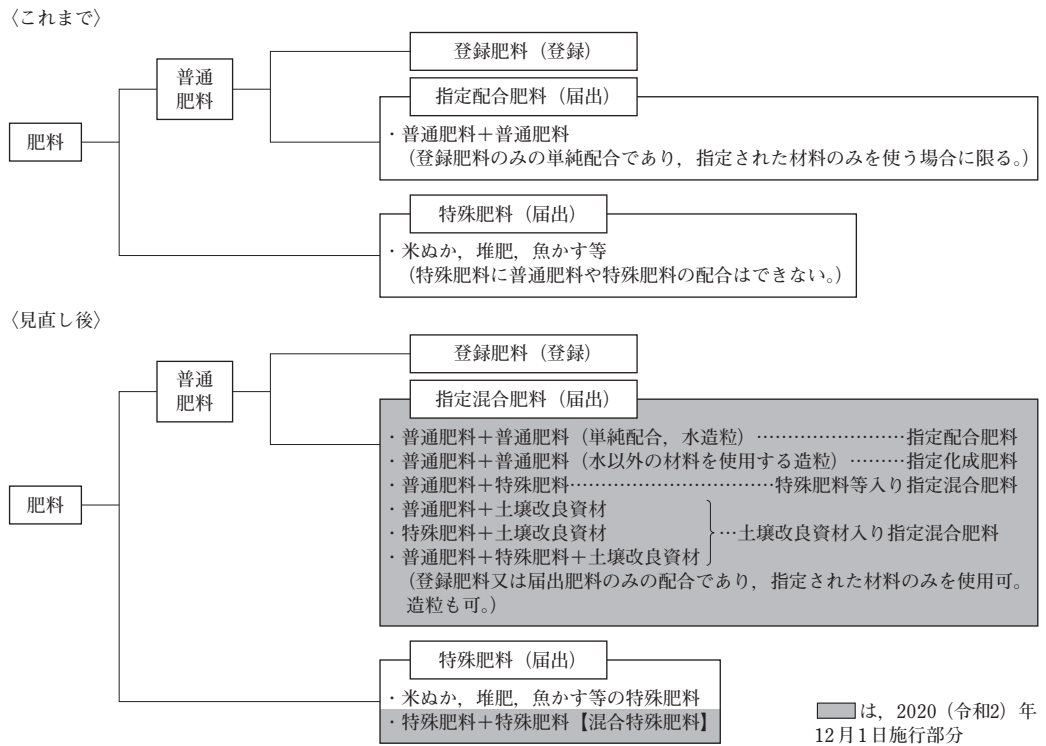 〈これまで〉
登録肥料（登録）
普通
肥料
指定配合肥料（届出）
・普通肥料＋普通肥料
（登録肥料のみの単純配合であり，指定された材料のみを使う場合に限る。）
肥料
特殊肥料（届出）
・米ぬか，堆肥，魚かす等
（特殊肥料に普通肥料や特殊肥料の配合はできない。）
〈見直し後〉
登録肥料（登録）
普通
肥料
指定混合肥料（届出）
・普通肥料＋普通肥料（単純配合，水造粒）……………………指定配合肥料
・普通肥料＋普通肥料（水以外の材料を使用する造粒）………指定化成肥料
・普通肥料＋特殊肥料……………………………特殊肥料等入り指定混合肥料
・普通肥料＋土壌改良資材
・特殊肥料＋土壌改良資材
…土壌改良資材入り指定混合肥料
・普通肥料＋特殊肥料＋土壌改良資材
（登録肥料又は届出肥料のみの配合であり，指定された材料のみを使用可。
造粒も可。）
肥料
特殊肥料（届出）
・米ぬか，堆肥，魚かす等の特殊肥料
・特殊肥料＋特殊肥料【混合特殊肥料】
は，2020（令和2）年
12月1日施行部分